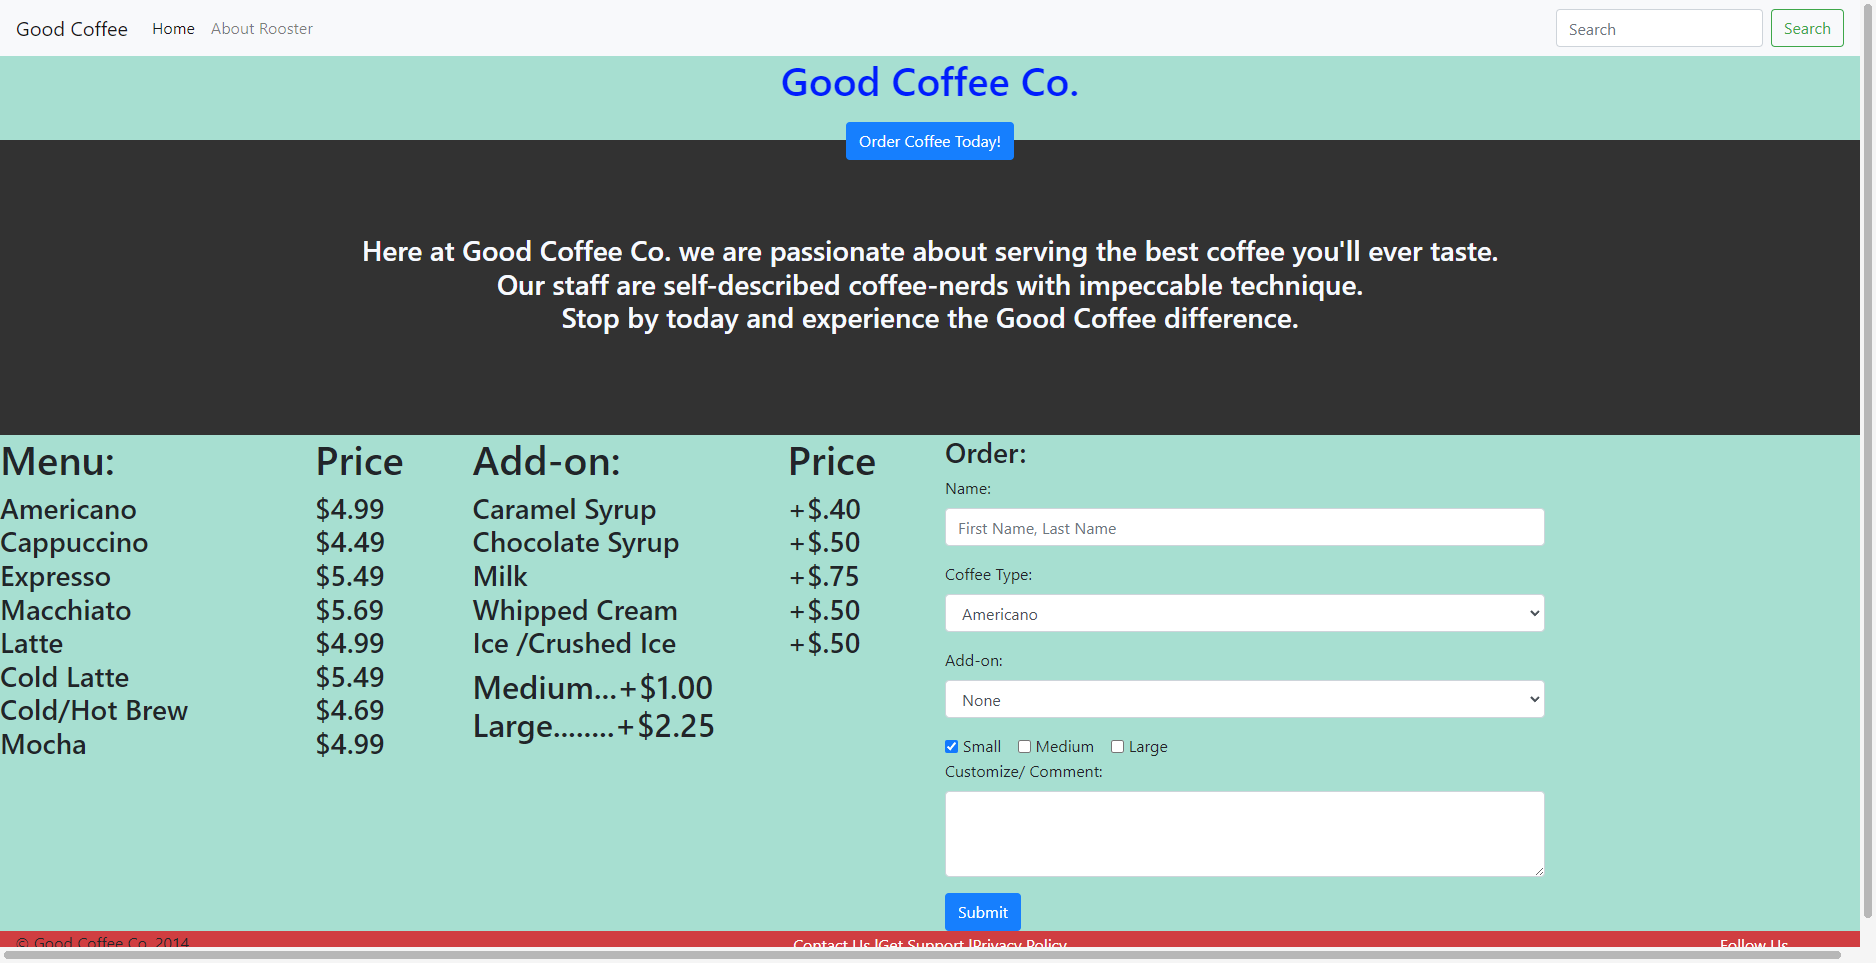 Good Coffee Home About Rooster Search Search
Good Coffee Co.
Order Coffee Today!
Here at Good Coffee Co. we are passionate about serving the best coffee you'll ever taste.
Our staff are self-described coffee-nerds with impeccable technique.
Stop by today and experience the Good Coffee difference.
Menu: Price
Americano $4.99
Cappuccino $4.49
Expresso $5.49
Macchiato $5.69
Latte $4.99
Cold Latte $5.49
Cold/Hot Brew $4.69
Mocha $4.99
Add-on: Price
Caramel Syrup +$.40
Chocolate Syrup +$.50
Milk +$.75
Whipped Cream +$.50
Ice /Crushed Ice +$.50
Medium...+$1.00
Large........+$2.25
Order:
Name:
First Name, Last Name
Coffee Type:
Americano
Add-on:
None
Small Medium Large
Customize/ Comment:
Submit
© Good Coffee Co. 2014 Contact Us |Get Support |Privacy Policy Follow Us